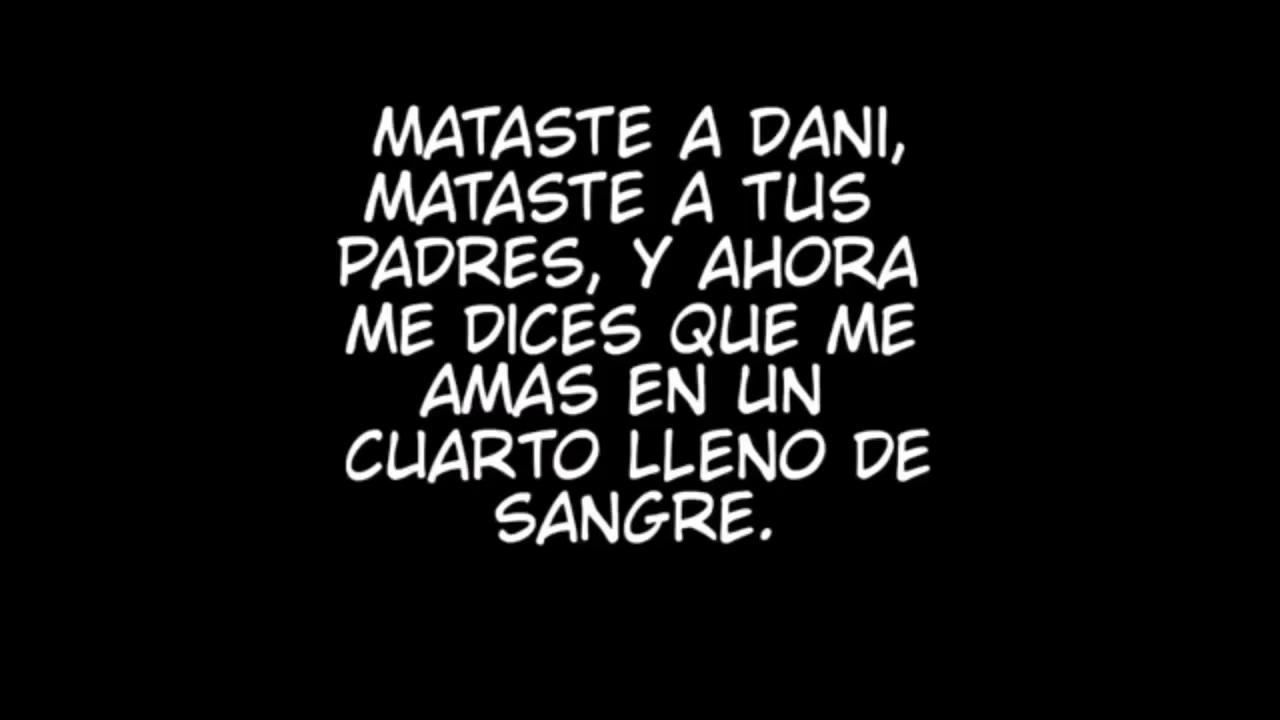 MATASTE A DANI,
MATASTE A TUS
PADRES, Y AHORA
ME DICES QUE ME
AMAS EN UN
CUARTO LLENO DE
SANGRE.